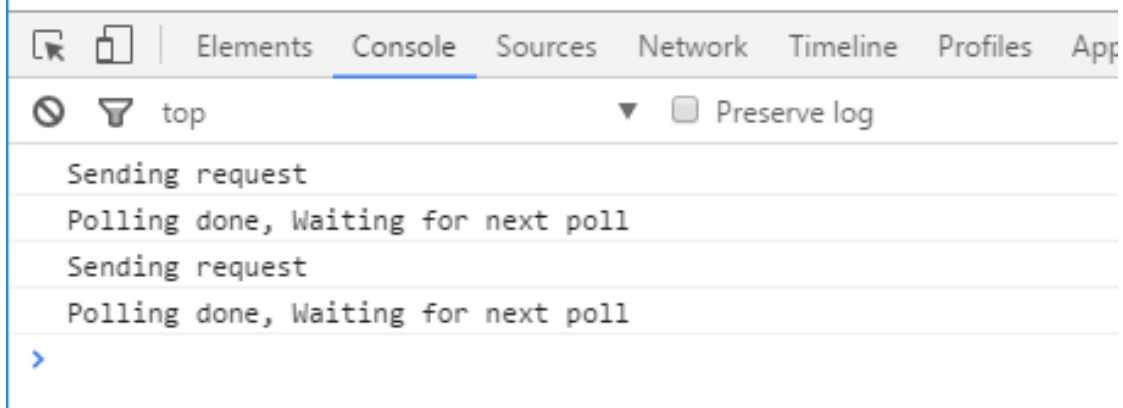 Elements Console Sources Network Timeline Profiles App
top Preserve log
Sending request
Polling done, Waiting for next poll
Sending request
Polling done, Waiting for next poll